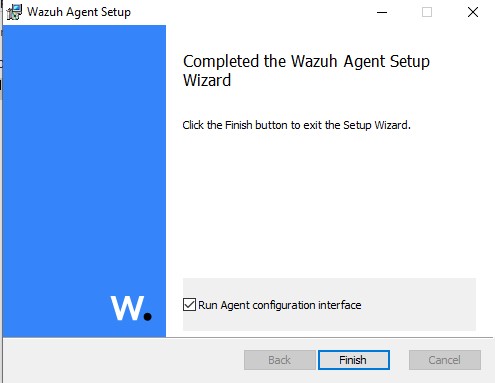 Wazuh Agent Setup
Completed the Wazuh Agent Setup
Wizard
Click the Finish button to exit the Setup Wizard.
W.
Run Agent configuration interface
Back
Finish
Cancel